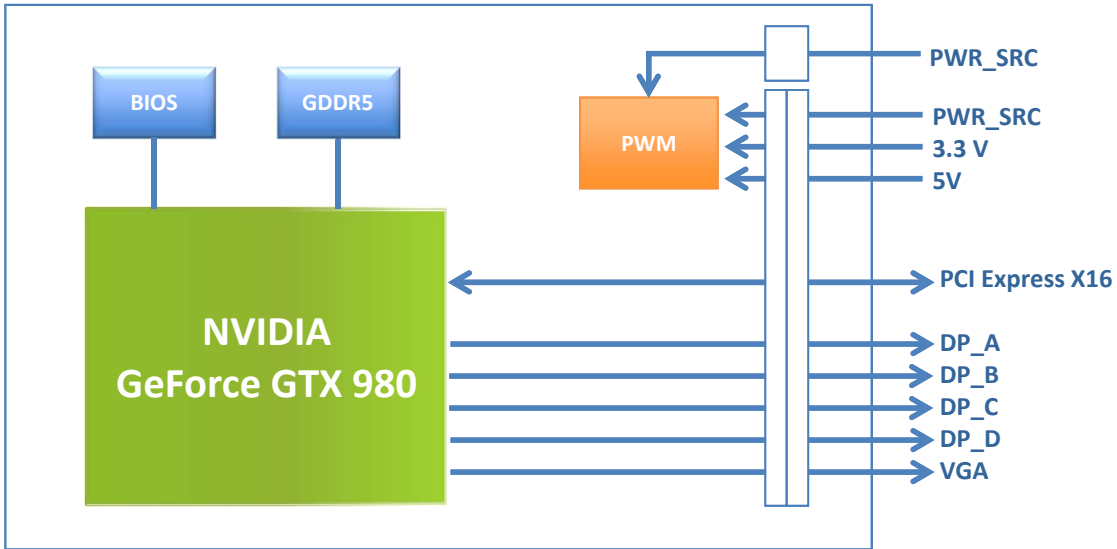 BIOS
GDDR5
PWM
PWR_SRC
PWR_SRC
3.3 V
5V
NVIDIA
GeForce GTX 980
PCI Express X16
DP_A
DP_B
DP_C
DP_D
VGA